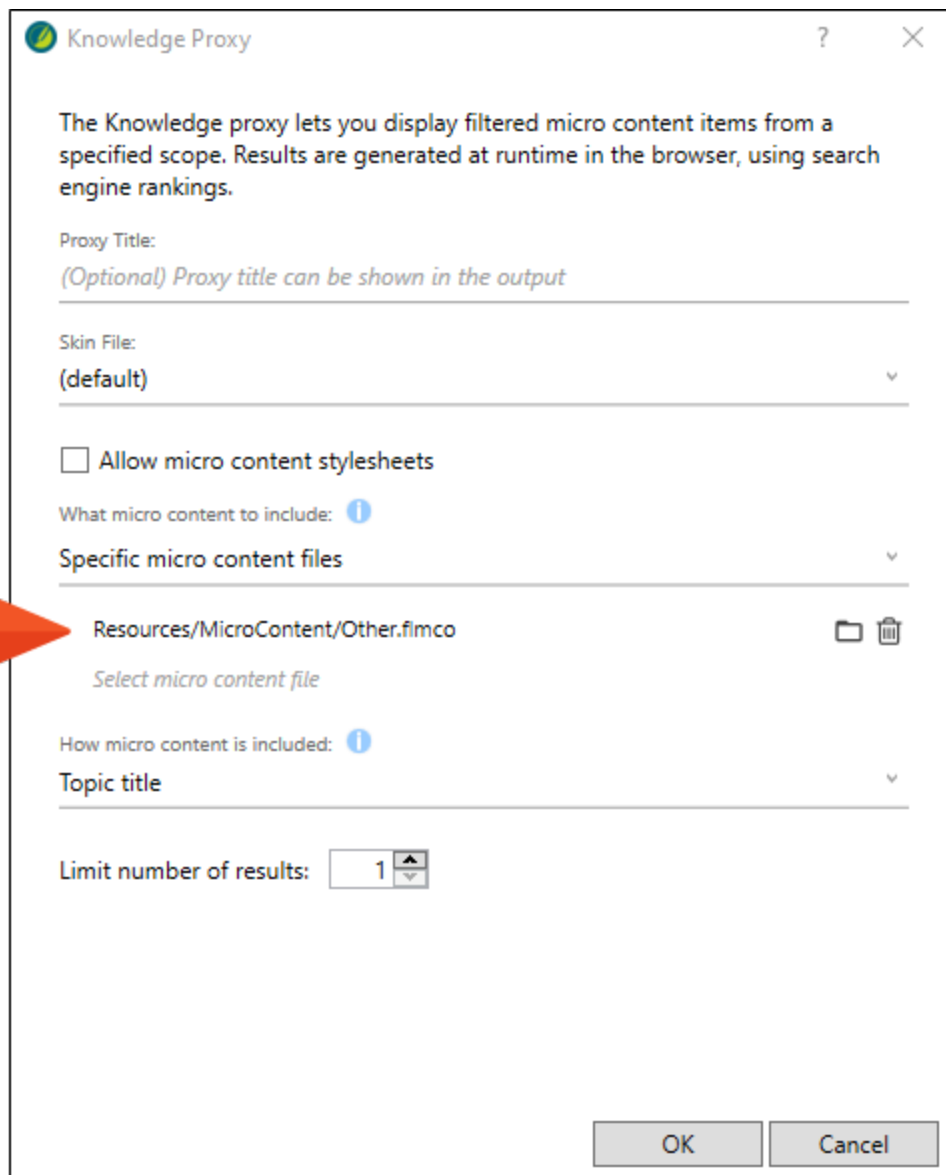 Knowledge Proxy
The Knowledge proxy lets you display filtered micro content items from a
specified scope. Results are generated at runtime in the browser, using search
engine rankings.
Proxy Title:
(Optional) Proxy title can be shown in the output
Skin File:
(default)
Allow micro content stylesheets
What micro content to include:
Specific micro content files
Resources/MicroContent/Other.flmco
Select micro content file
How micro content is included:
Topic title
Limit number of results: 1
OK Cancel